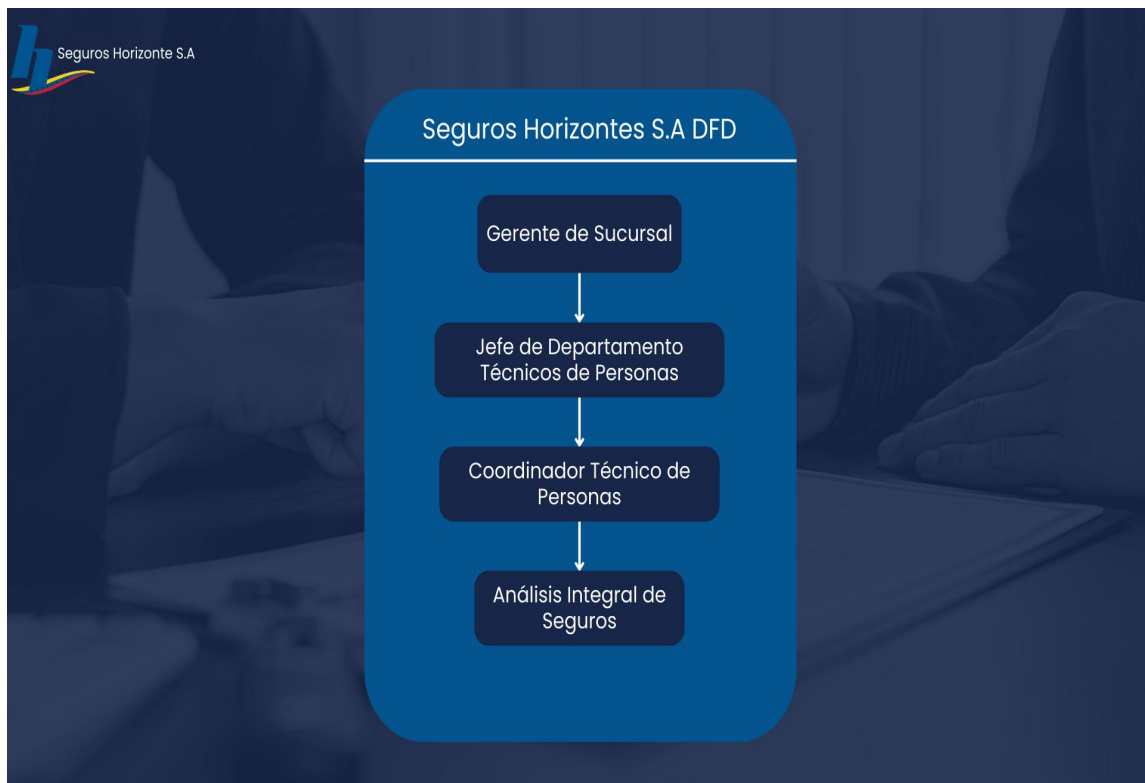 Seguros Horizonte S.A
Seguros Horizontes S.A DFD
Gerente de Sucursal
Jefe de Departamento
Técnicos de Personas
Coordinador Técnico de
Personas
Análisis Integral de
Seguros